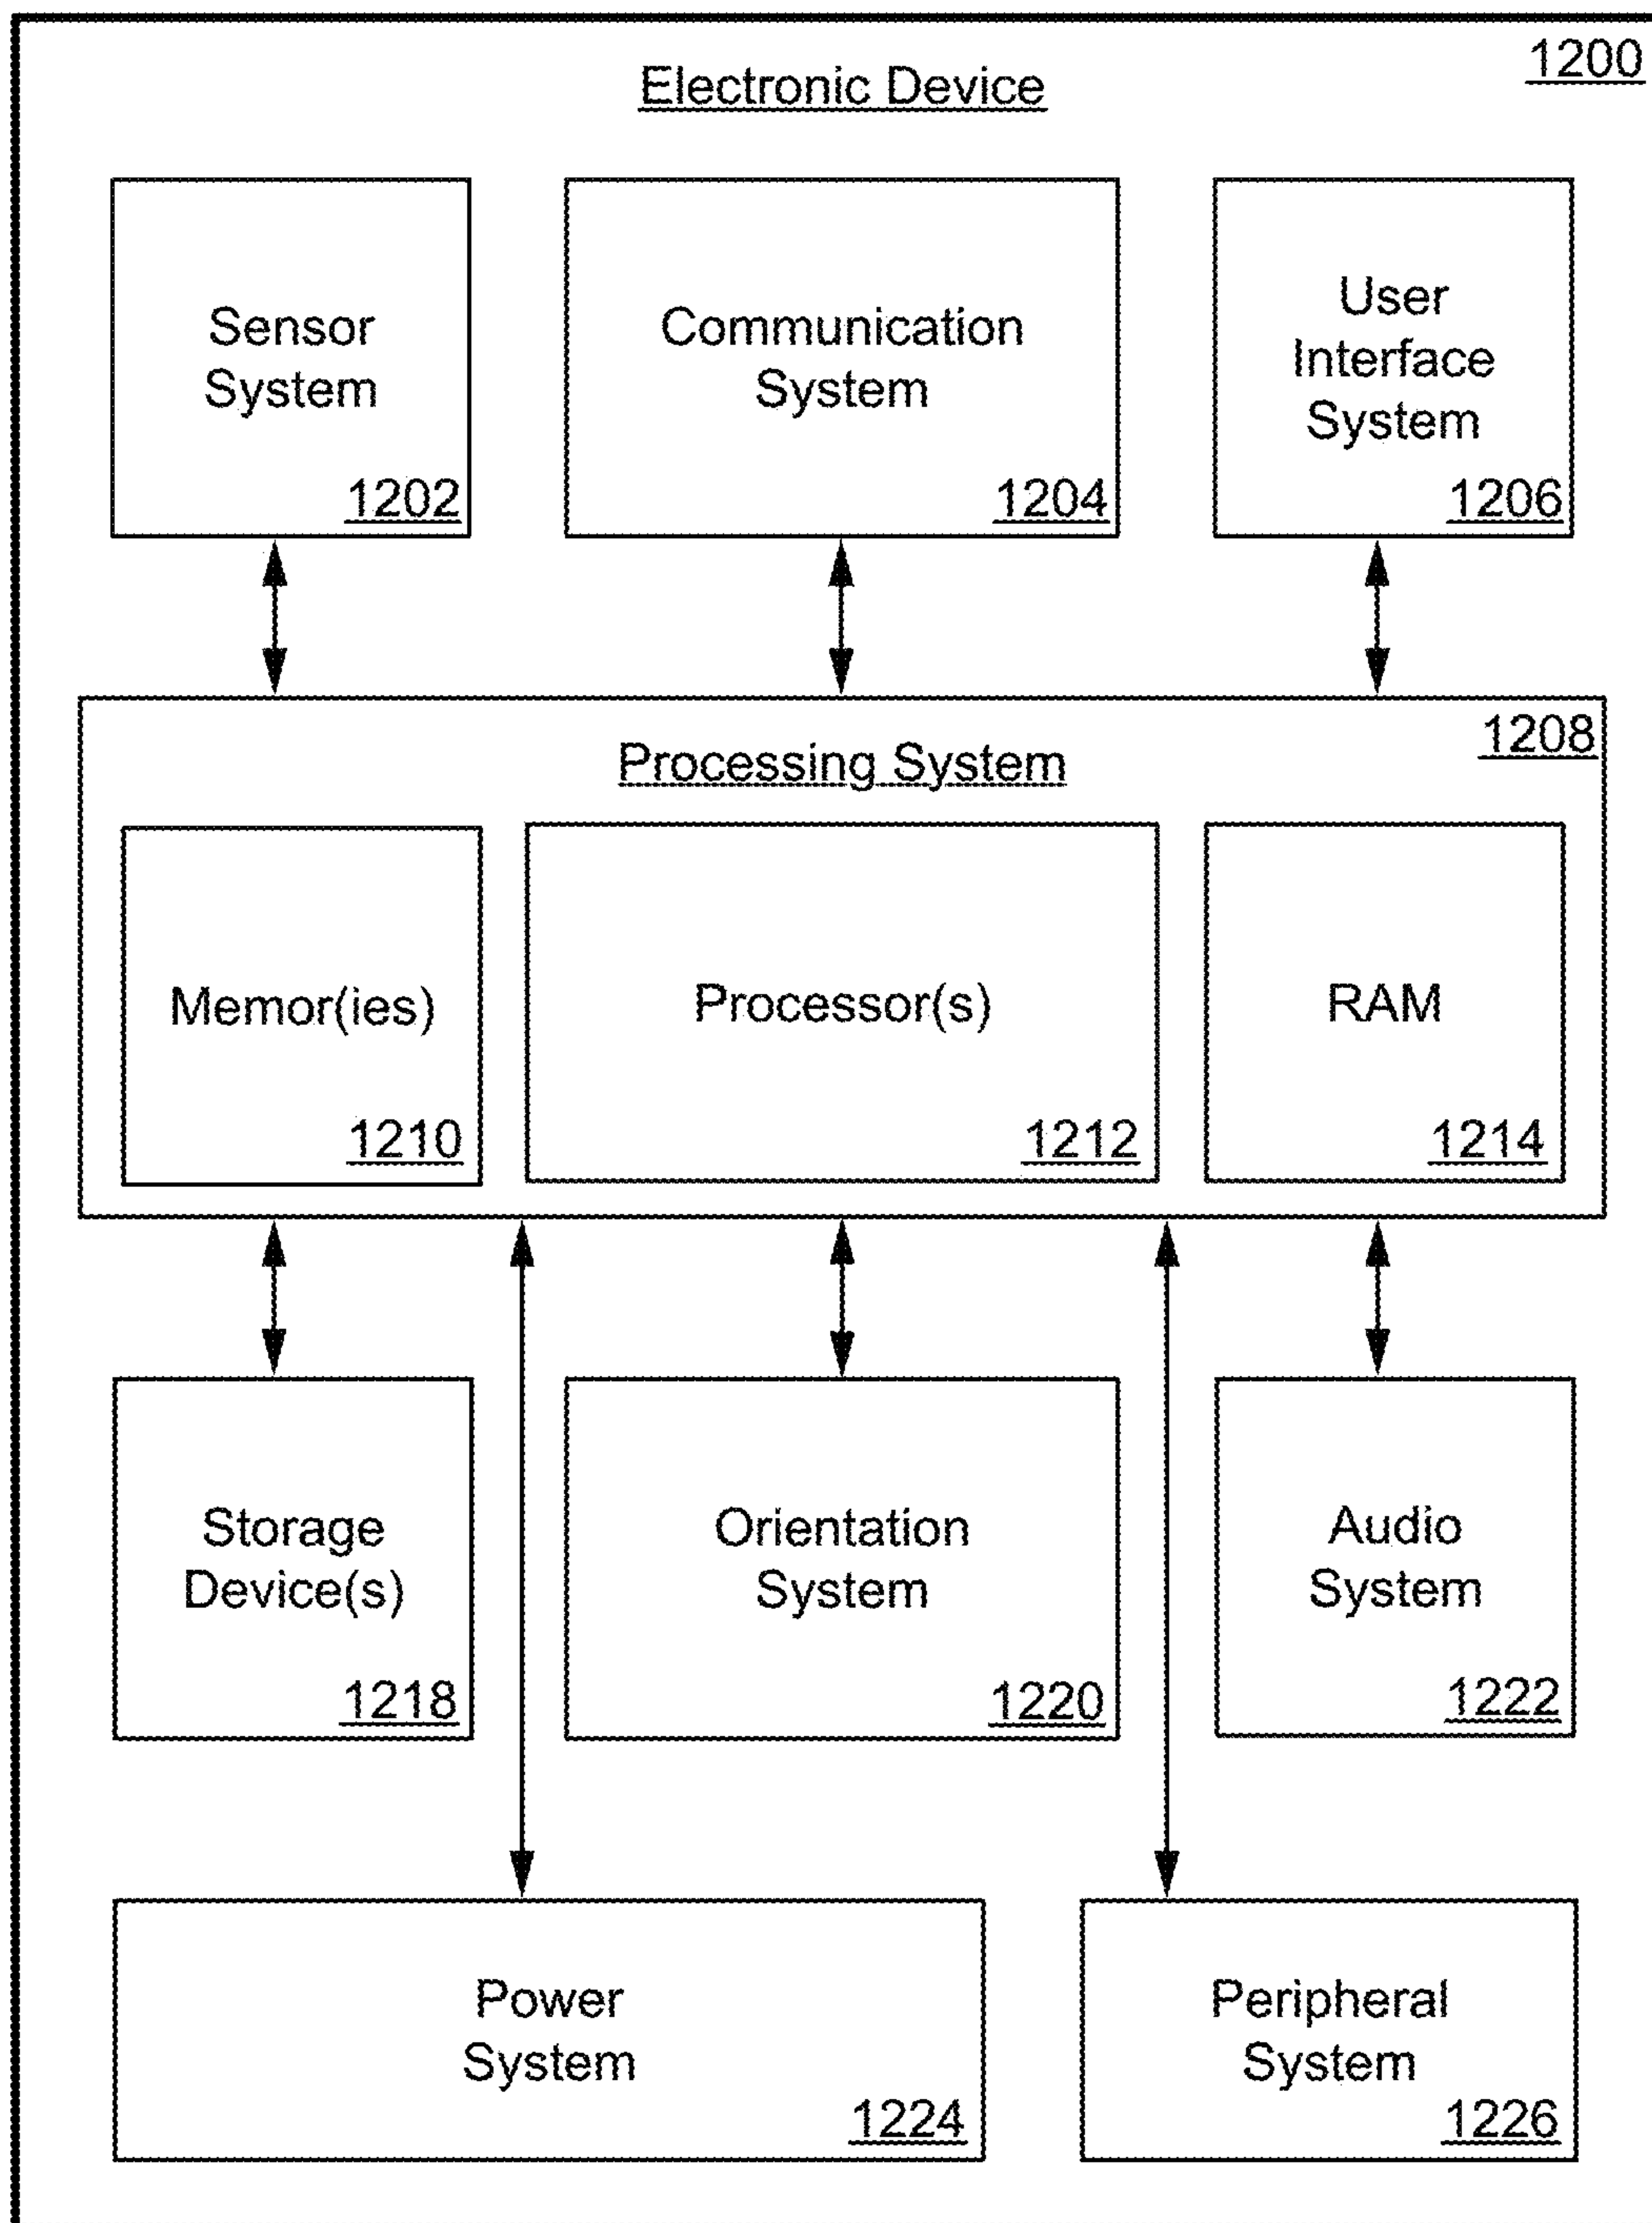 1200
Electronic Device
Sensor
System
1202
Communication
System
1204
User
Interface
System
1206
1208
Processing System
Memor(ies)
1210
Processor(s)
1212
RAM
1214
Storage
Device(s)
1218
Orientation
System
1220
Audio
System
1222
Power
System
1224
Peripheral
System
1226